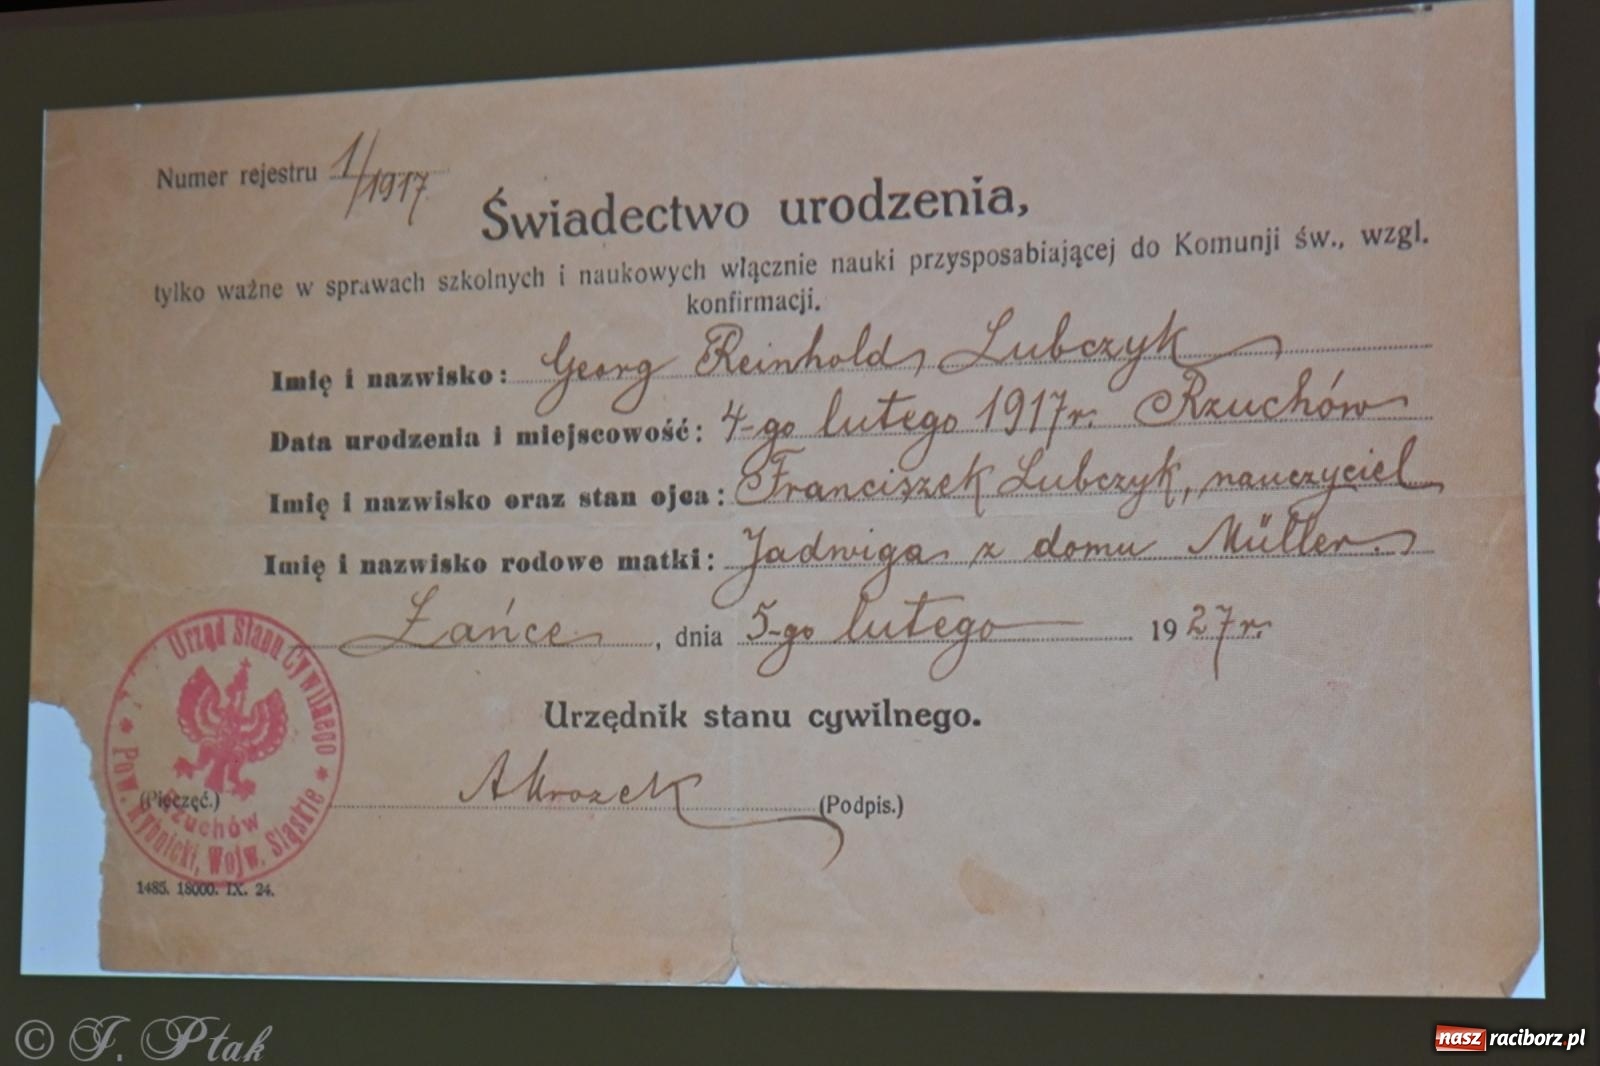 Numer rejestru 1/1917
Świadectwo urodzenia,
tylko ważne w sprawach szkolnych i naukowych włącznie nauki przysposabiającej do Komunji św., wzgl.
konfirmacji.
Imię i nazwisko: Georg Reinhold Lubczyk
Data urodzenia i miejscowość: 4-go lutego 1917 r. Rzuchów
Imię i nazwisko oraz stan ojca: Franciszek Lubczyk, nauczyciel
Imię i nazwisko rodowe matki: Jadwiga z domu Müller.
Łańce, dnia 5-go lutego 1927 r.
Urząd Stanu Cywilnego
Rzuchów
Pow. Rybnicki, Wojw. Śląskie
Urzędnik stanu cywilnego.
(Pieczęć.) AMrozek (Podpis.)
1485. 18000. IX. 24.
© J. Ptak
nasz raciborz.pl